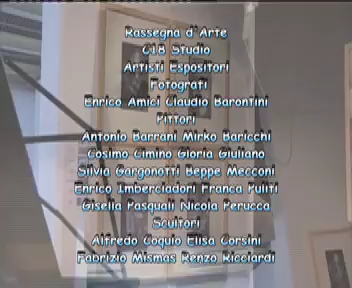 Rassegna d'Arte
C18 Studio
Artisti Espositori
Fotografi
Enrico Amici Claudio Barontini
Pittori
Antonio Barrani Mirko Baricchi
Cosimo Cimino Gloria Giuliano
Silvia Gargonotti Beppe Mecconi
Enrico Imberciadori Franca Puliti
Gisella Pasquali Nicola Perucca
Scultori
Alfredo Coquio Elisa Corsini
Fabrizio Mismas Renzo Ricciardi